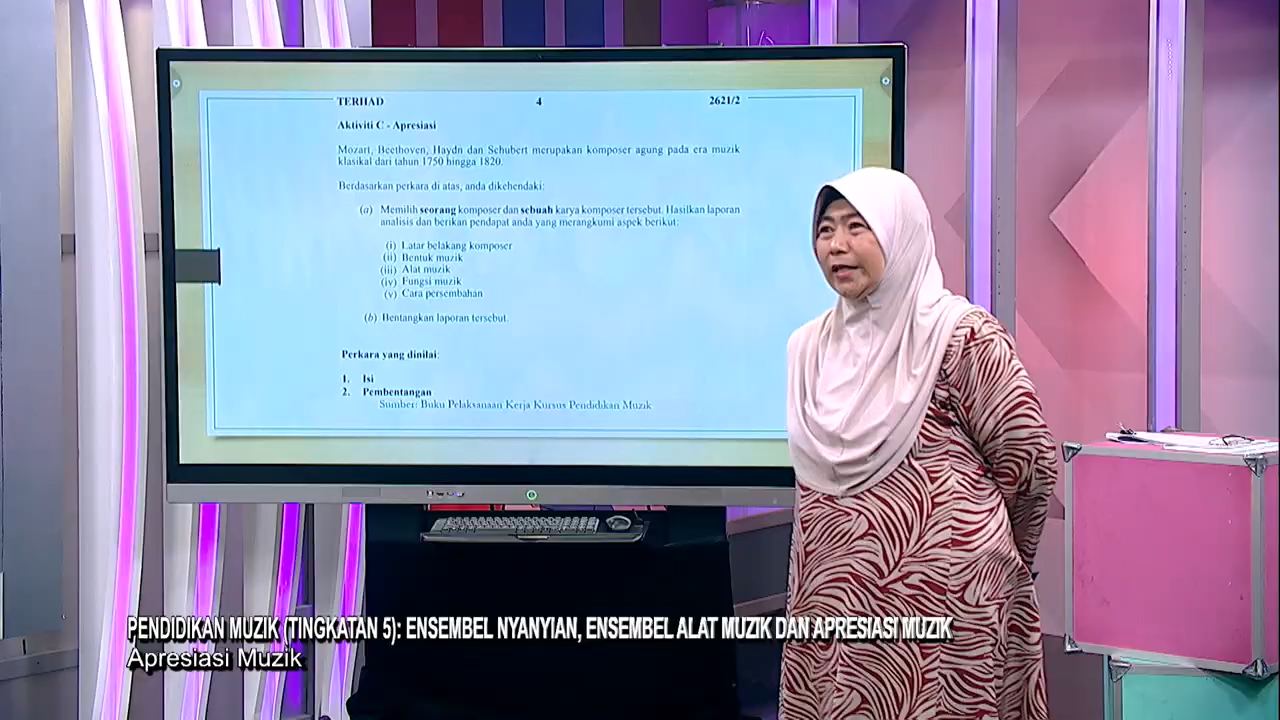 TERHAD 4 2621/2
Aktiviti C - Apresiasi
Mozart, Beethoven, Haydn dan Schubert merupakan komposer agung pada era muzik
klasikal dari tahun 1750 hingga 1820.
Berdasarkan perkara di atas, anda dikehendaki:
(a) Memilih seorang komposer dan sebuah karya komposer tersebut. Hasilkan laporan
analisis dan berikan pendapat anda yang merangkumi aspek berikut:
(i) Latar belakang komposer
(ii) Bentuk muzik
(iii) Alat muzik
(iv) Fungsi muzik
(v) Cara persembahan
(b) Bentangkan laporan tersebut.
Perkara yang dinilai:
1. Isi
2. Pembentangan
Sumber: Buku Pelaksanaan Kerja Kursus Pendidikan Muzik
PENDIDIKAN MUZIK (TINGKATAN 5): ENSEMBEL NYANYIAN, ENSEMBEL ALAT MUZIK DAN APRESIASI MUZIK
Apresiasi Muzik